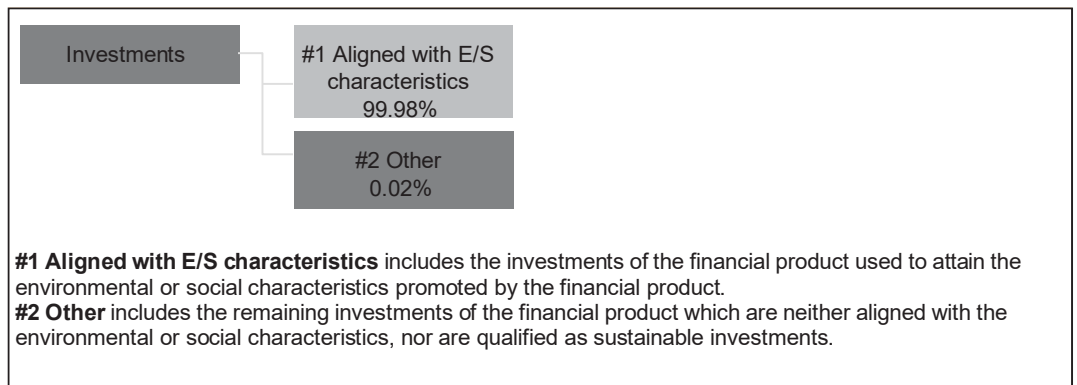 Investments
#1 Aligned with E/S
characteristics
99.98%
#2 Other
0.02%
#1 Aligned with E/S characteristics includes the investments of the financial product used to attain the
environmental or social characteristics promoted by the financial product.
#2 Other includes the remaining investments of the financial product which are neither aligned with the
environmental or social characteristics, nor are qualified as sustainable investments.